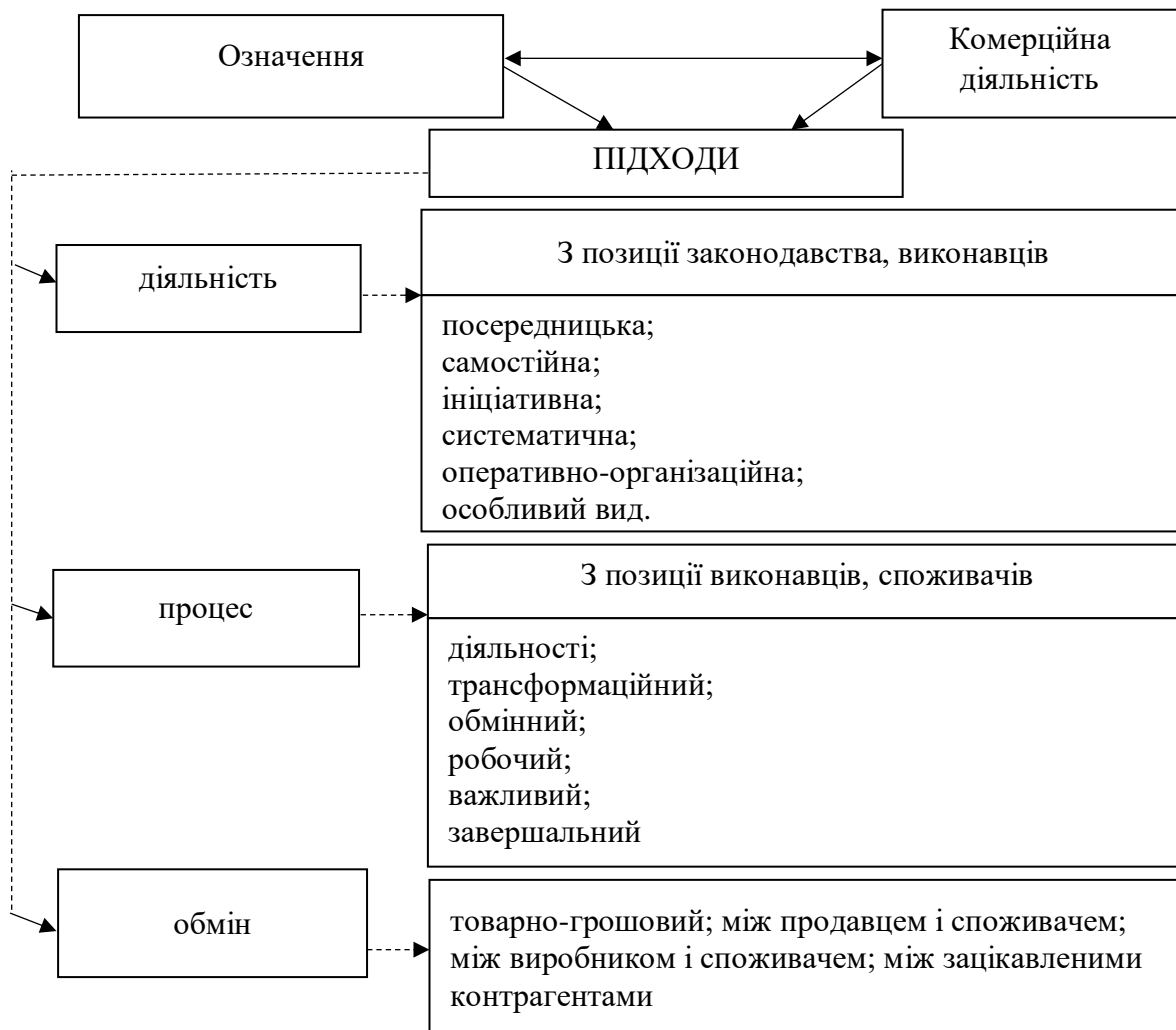 Означення
Комерційна
діяльність
ПІДХОДИ
діяльність
З позиції законодавства, виконавців
посередницька;
самостійна;
ініціативна;
систематична;
оперативно-організаційна;
особливий вид.
процес
З позиції виконавців, споживачів
діяльності;
трансформаційний;
обмінний;
робочий;
важливий;
завершальний
обмін
товарно-грошовий; між продавцем і споживачем;
між виробником і споживачем; між зацікавленими
контрагентами